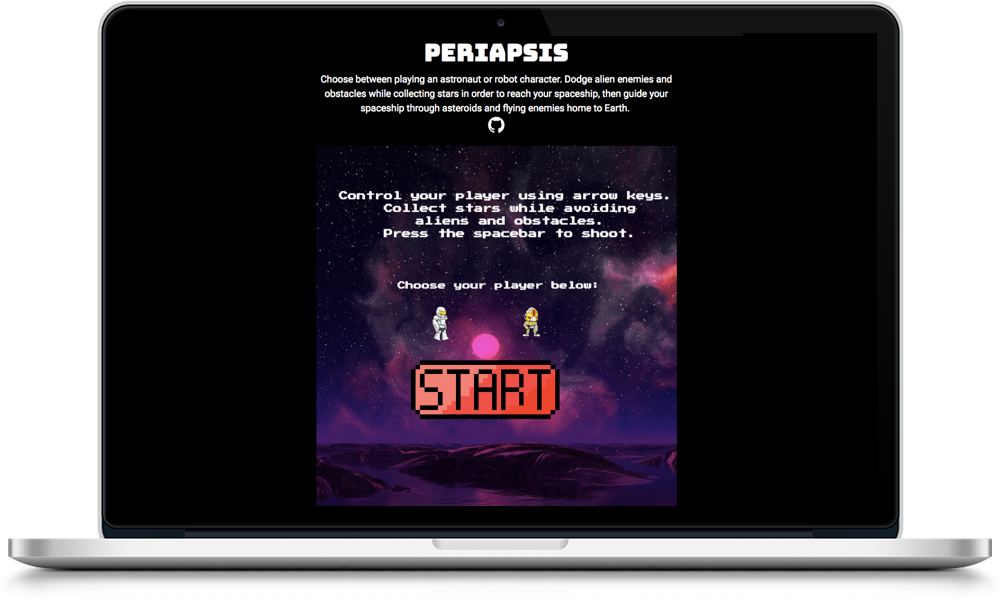 PERIAPSIS
Choose between playing an astronaut or robot character. Dodge alien enemies and
obstacles while collecting stars in order to reach your spaceship, then guide your
spaceship through asteroids and flying enemies home to Earth.
Control your player using arrow keys.
Collect stars while avoiding
aliens and obstacles.
Press the spacebar to shoot.
Choose your player below:
START